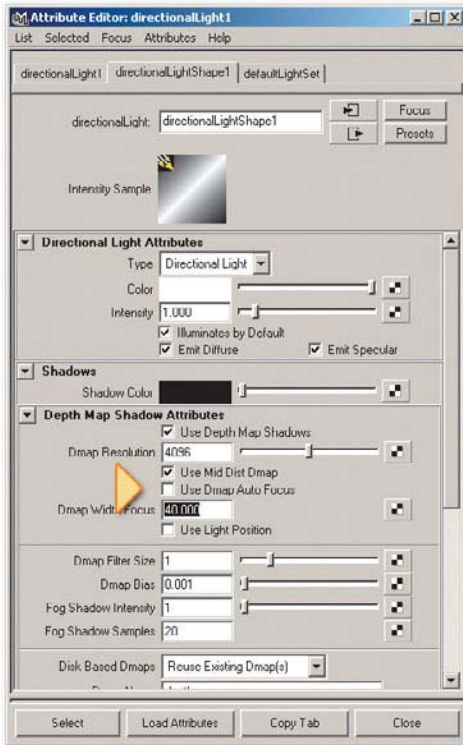 Attribute Editor: directionalLight1
List Selected Focus Attributes Help
directionalLight1 directionalLightShape1 defaultLightSet
directionalLight: directionalLightShape1 Focus
Presets
Intensity Sample
Directional Light Attributes
Type Directional Light
Color
Intensity 1.000
Illuminates by Default
Emit Diffuse Emit Specular
Shadows
Shadow Color
Depth Map Shadow Attributes
Use Depth Map Shadows
Dmap Resolution 4096
Use Mid Dist Dmap
Use Dmap Auto Focus
Dmap Width Focus 40.000
Use Light Position
Dmap Filter Size 1
Dmap Bias 0.001
Fog Shadow Intensity 1
Fog Shadow Samples 20
Disk Based Dmaps Reuse Existing Dmap(s)
Select Load Attributes Copy Tab Close